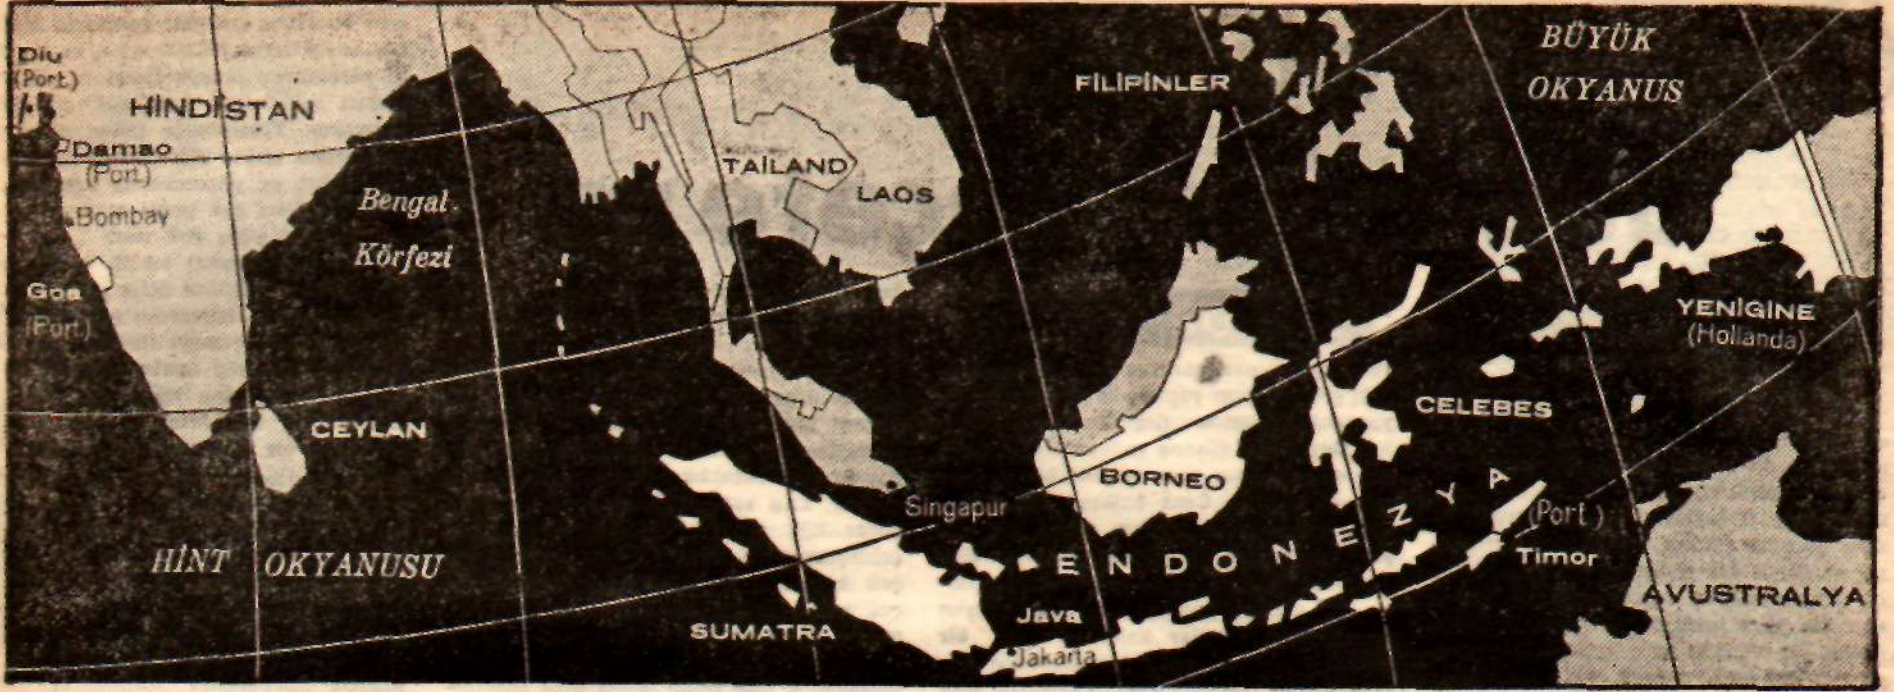 Diu
(Port.)
HİNDİSTAN
Damao
(Port.)
Bombay
Goa
(Port.)
Bengal
Körfezi
CEYLAN
HİNT OKYANUSU
TAİLAND
LAOS
FİLİPİNLER
BÜYÜK
OKYANUS
YENİGİNE
(Hollanda)
CELEBES
BORNEO
Singapur
ENDONEZYA
(Port.)
Timor
SUMATRA
Java
Jakarta
AVUSTRALYA